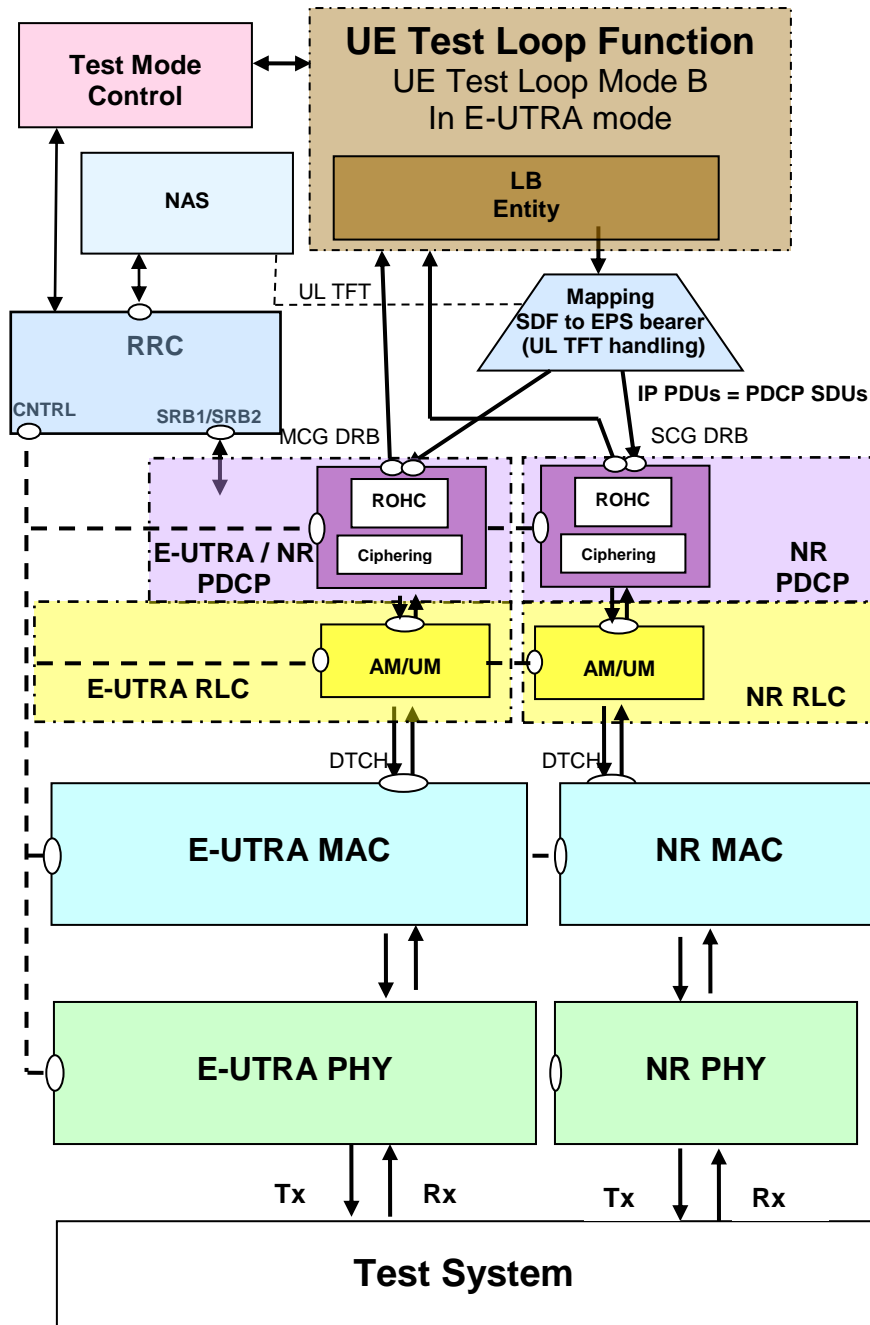 UE Test Loop Function
UE Test Loop Mode B
In E-UTRA mode
Test Mode
Control
LB
Entity
NAS
UL TFT
Mapping
SDF to EPS bearer
(UL TFT handling)
RRC
CNTRL
SRB1/SRB2
IP PDUs = PDCP SDUs
MCG DRB
SCG DRB
ROHC
Ciphering
E-UTRA / NR
PDCP
ROHC
Ciphering
NR
PDCP
AM/UM
E-UTRA RLC
AM/UM
NR RLC
DTCH
DTCH
E-UTRA MAC
NR MAC
E-UTRA PHY
NR PHY
Tx
Rx
Tx
Rx
Test System